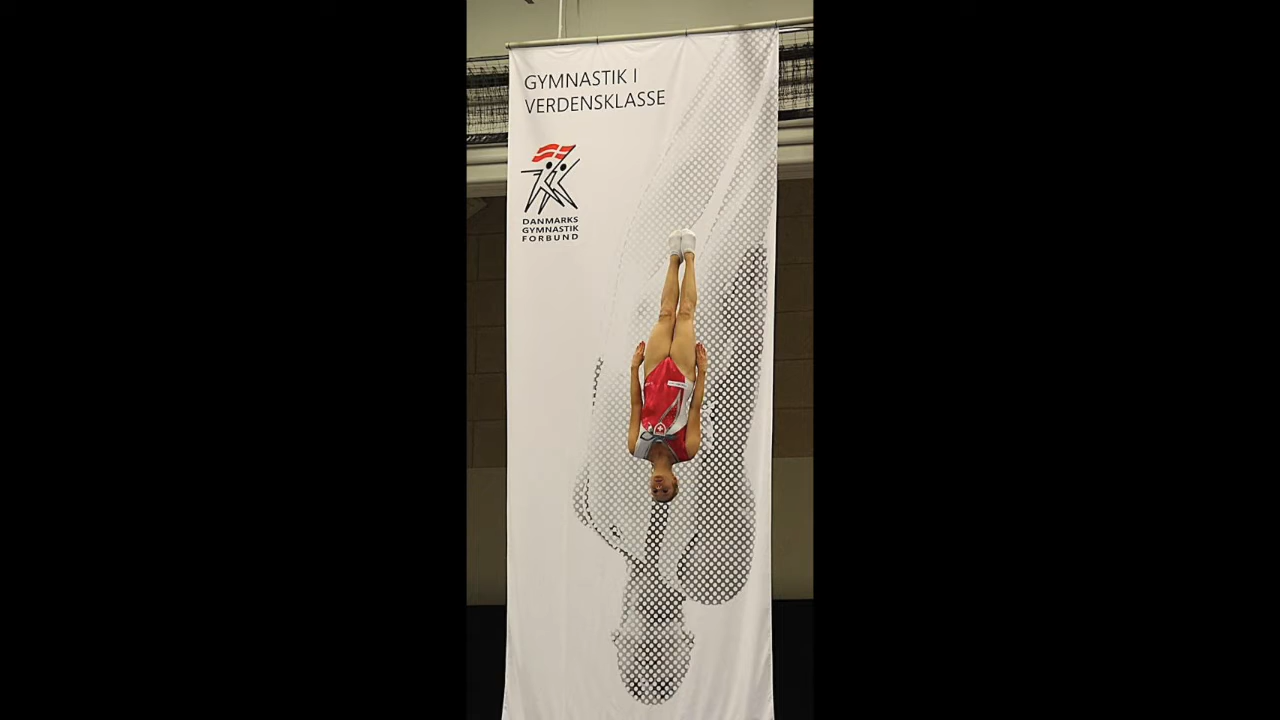 GYMNASTIK I
VERDENSKLASSE
DANMARKS
GYMNASTIK
FORBUND